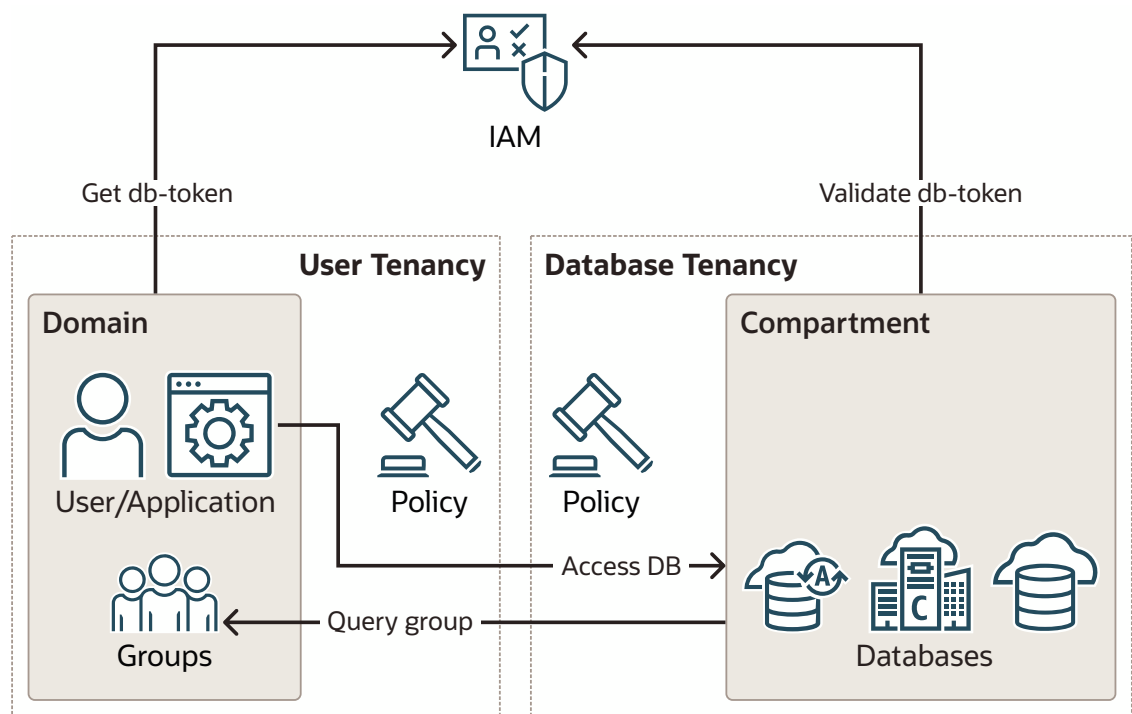 IAM
Get db-token
Validate db-token
User Tenancy
Database Tenancy
Domain
Compartment
User/Application
Policy
Policy
Access DB
A
C
Query group
Groups
Databases